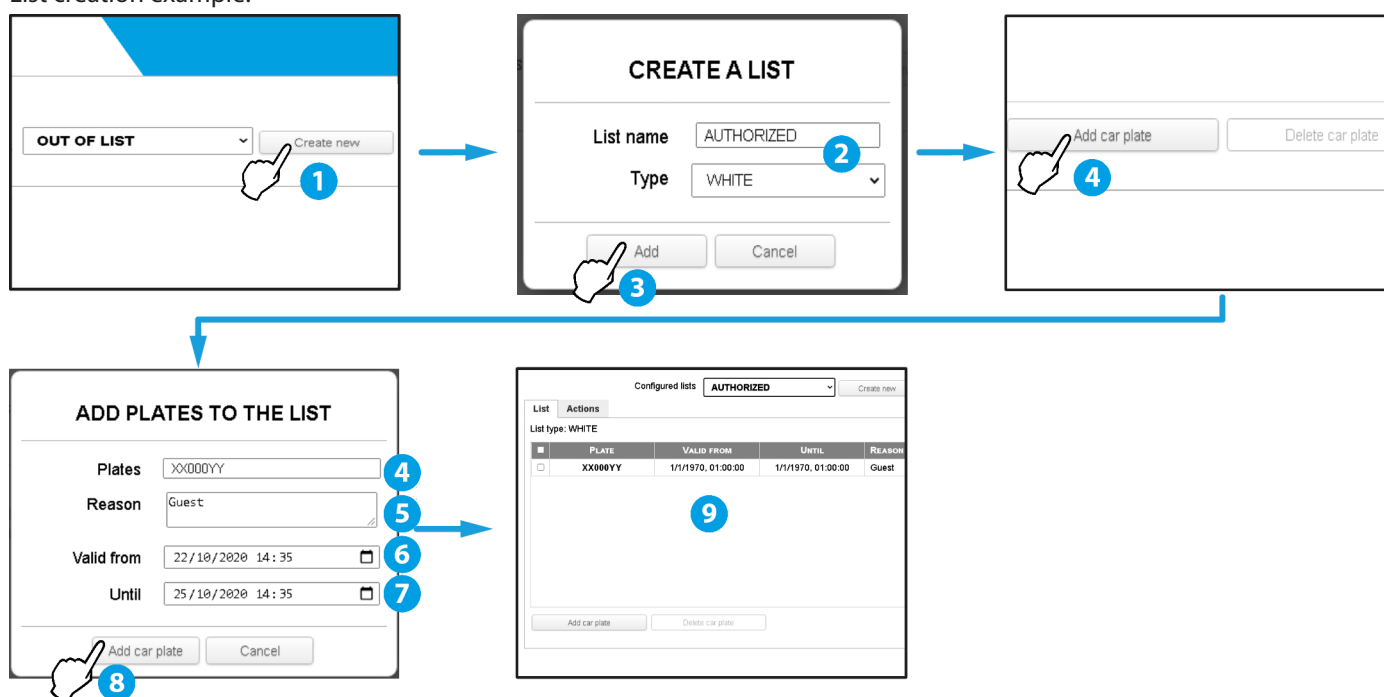 List creation example:
OUT OF LIST
Create new
1
CREATE A LIST
List name AUTHORIZED
2
Type WHITE
Add Cancel
3
Add car plate Delete car plate
4
ADD PLATES TO THE LIST
Plates XX000YY
4
Reason Guest
5
Valid from 22/10/2020 14:35
6
Until 25/10/2020 14:35
7
Add car plate Cancel
8
Configured lists AUTHORIZED Create new
List Actions
List type: WHITE
PLATE VALID FROM UNTIL REASON
XX000YY 1/1/1970, 01:00:00 1/1/1970, 01:00:00 Guest
9
Add car plate Delete car plate